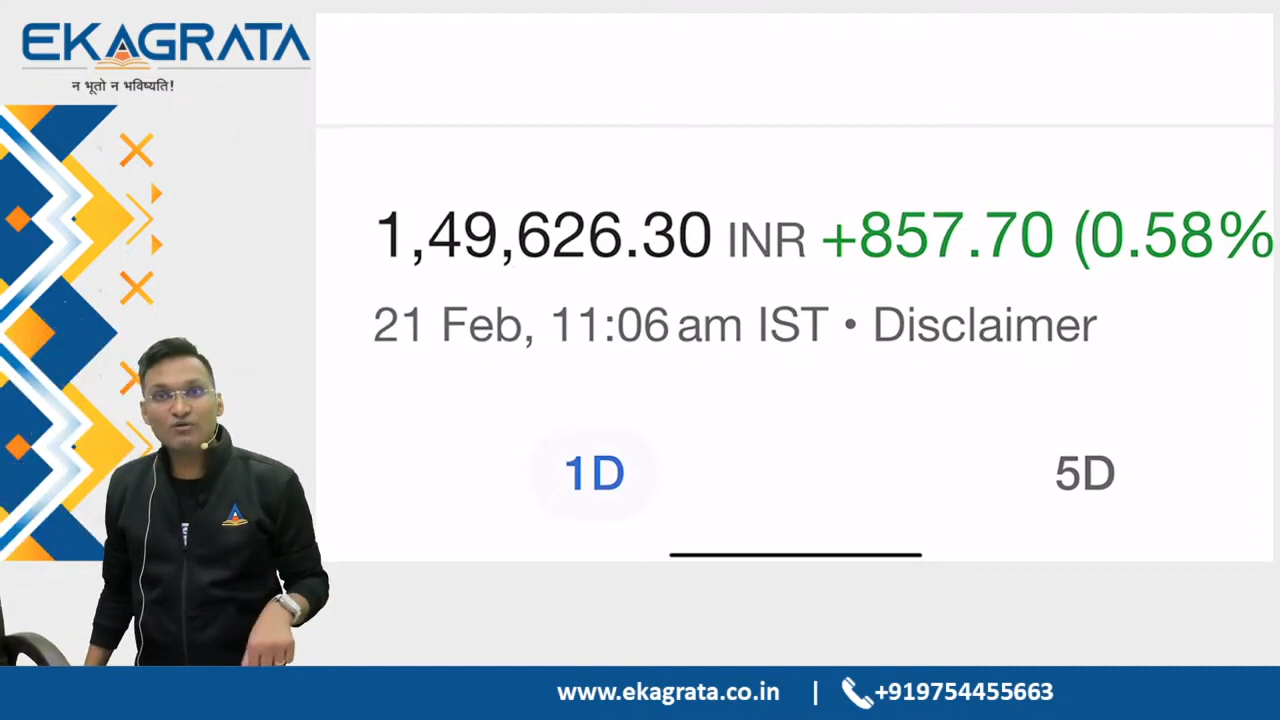 EKAGRATA
न भूतो न भविष्यति!
1,49,626.30 INR +857.70 (0.58%
21 Feb, 11:06 am IST • Disclaimer
1D 5D
www.ekagrata.co.in | +919754455663